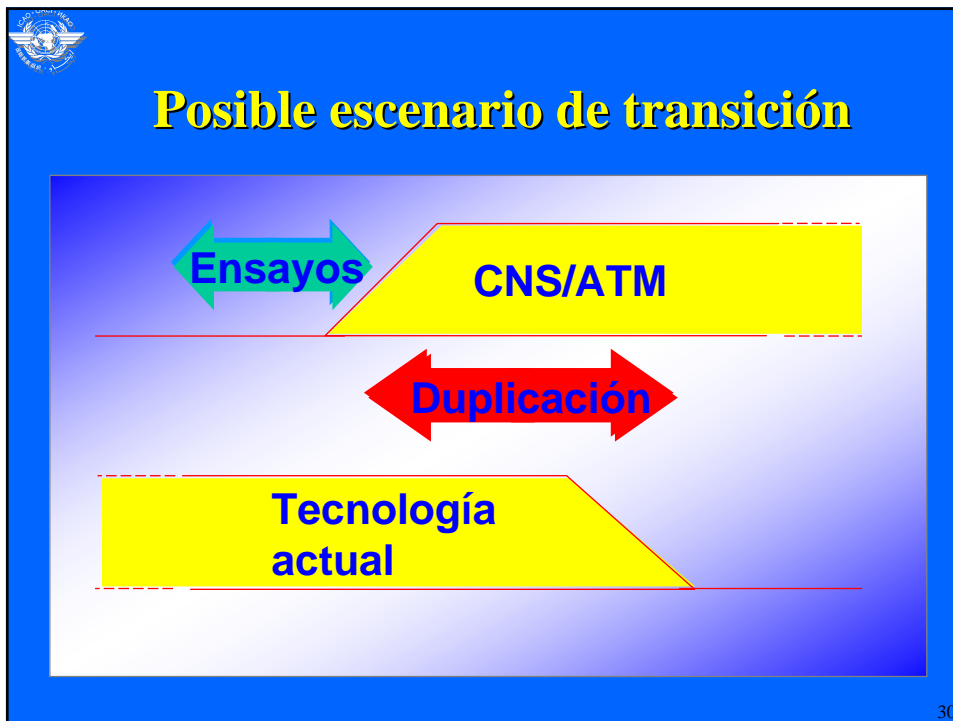 Posible escenario de transición
Ensayos
CNS/ATM
Duplicación
Tecnología
actual
30